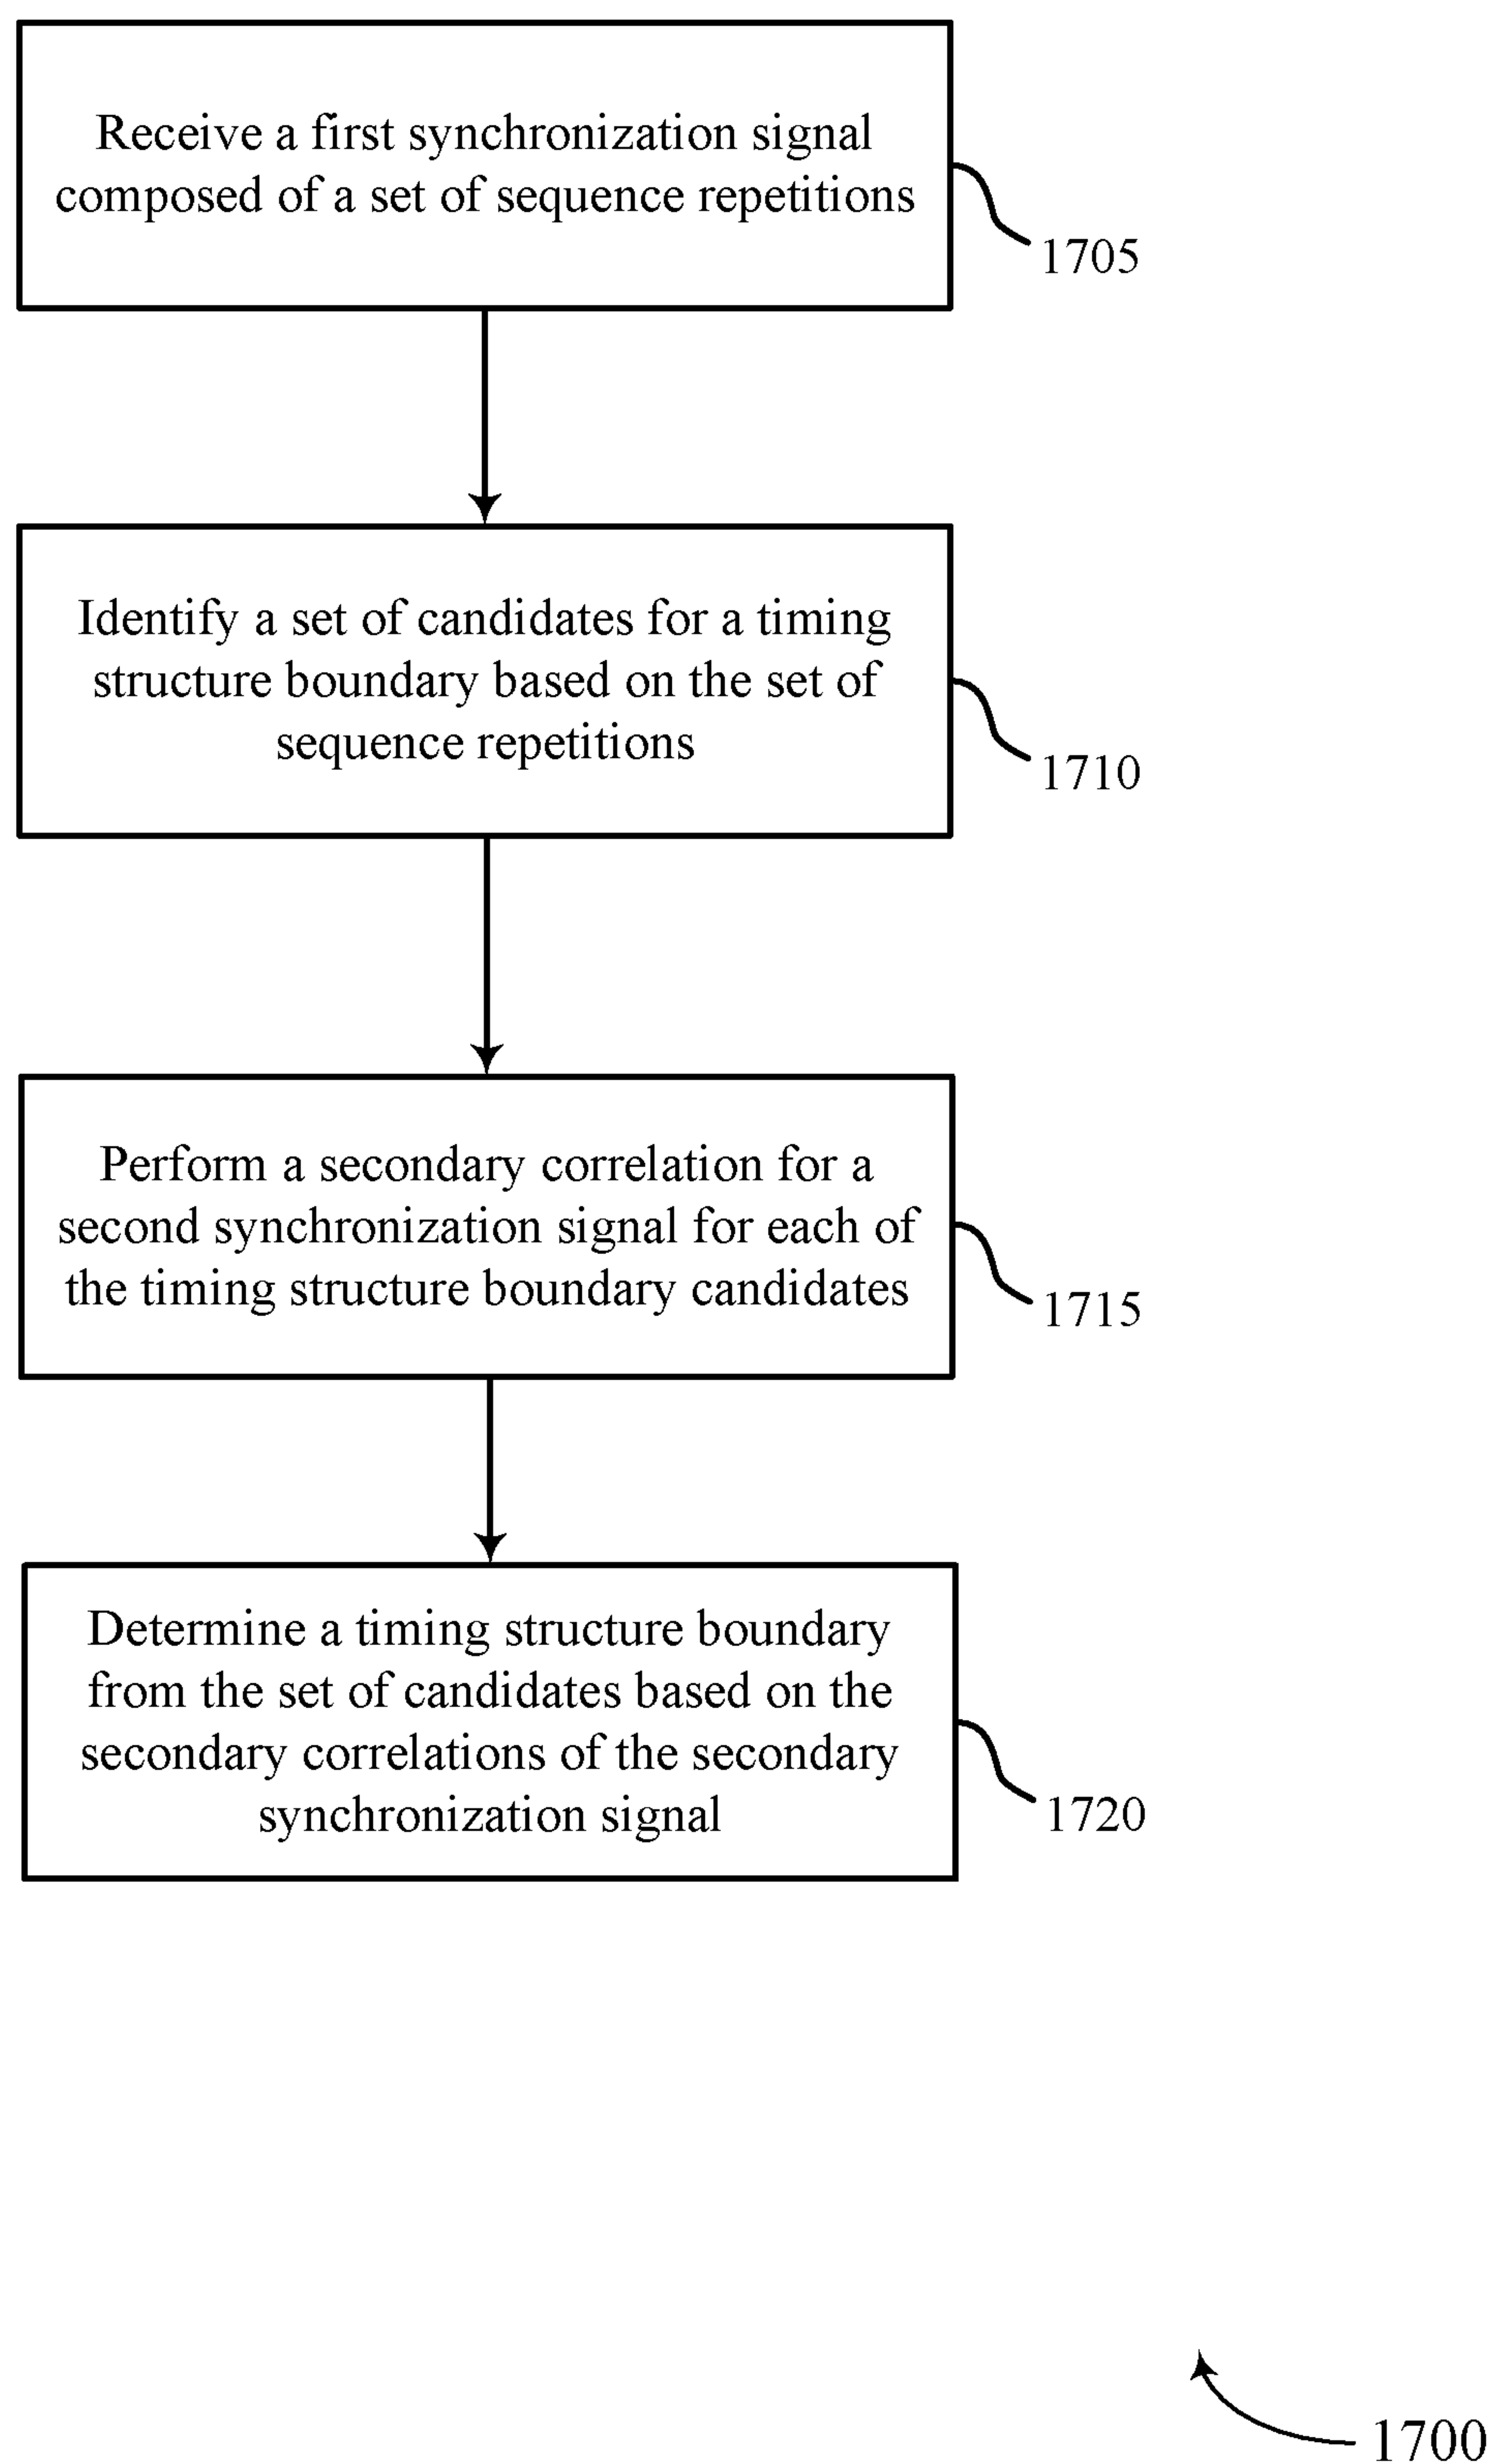 Receive a first synchronization signal
composed of a set of sequence repetitions
1705
Identify a set of candidates for a timing
structure boundary based on the set of
sequence repetitions
1710
Perform a secondary correlation for a
second synchronization signal for each of
the timing structure boundary candidates
1715
Determine a timing structure boundary
from the set of candidates based on the
secondary correlations of the secondary
synchronization signal
1720
1700